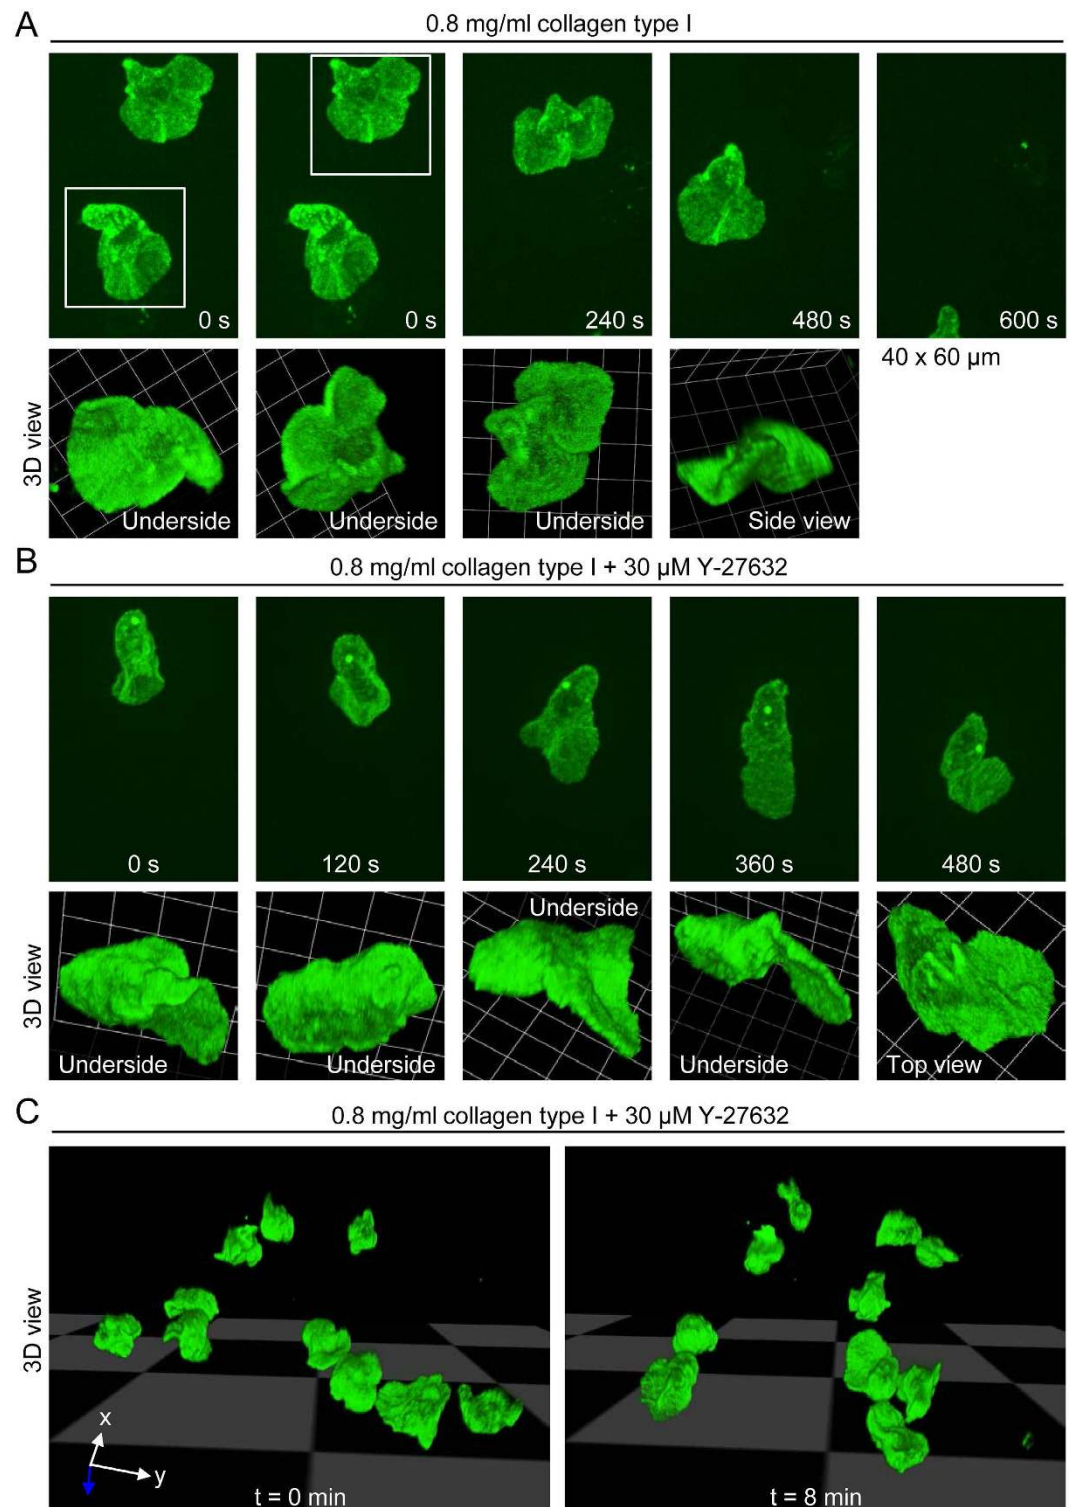 A
0.8 mg/ml collagen type I
0 s
0 s
240 s
480 s
600 s
40 x 60 µm
3D view
Underside
Underside
Underside
Side view
B
0.8 mg/ml collagen type I + 30 µM Y-27632
0 s
120 s
240 s
360 s
480 s
3D view
Underside
Underside
Underside
Underside
Top view
C
0.8 mg/ml collagen type I + 30 µM Y-27632
3D view
x
y
t = 0 min
t = 8 min